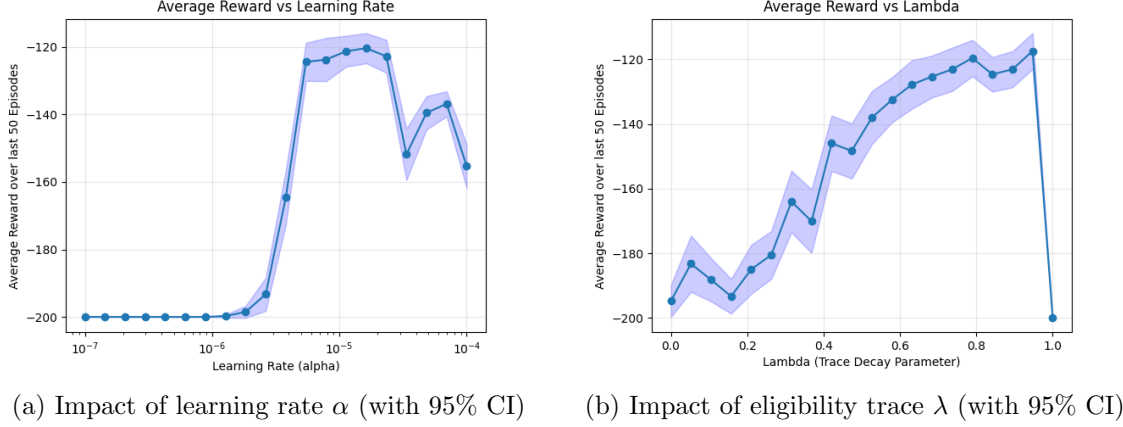 Average Reward vs Learning Rate
Average Reward over last 50 Episodes
−120
−140
−160
−180
−200
10⁻⁷
10⁻⁶
10⁻⁵
10⁻⁴
Learning Rate (alpha)
(a) Impact of learning rate α (with 95% CI)
Average Reward vs Lambda
Average Reward over last 50 Episodes
−120
−140
−160
−180
−200
0.0
0.2
0.4
0.6
0.8
1.0
Lambda (Trace Decay Parameter)
(b) Impact of eligibility trace λ (with 95% CI)